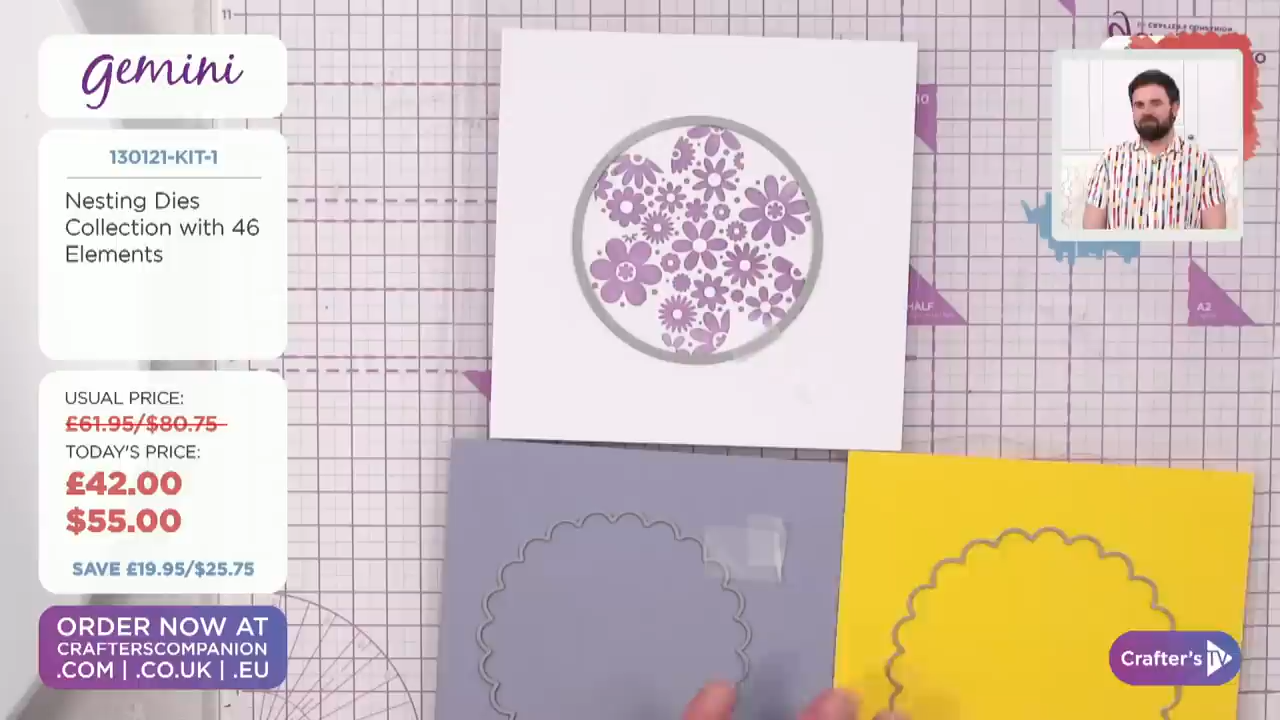 gemini
130121-KIT-1
Nesting Dies
Collection with 46
Elements
USUAL PRICE:
£61.95/$80.75
TODAY'S PRICE:
£42.00
$55.00
SAVE £19.95/$25.75
ORDER NOW AT
CRAFTERSCOMPANION
.COM | .CO.UK | .EU
11
HALF
A2
Crafter's TV